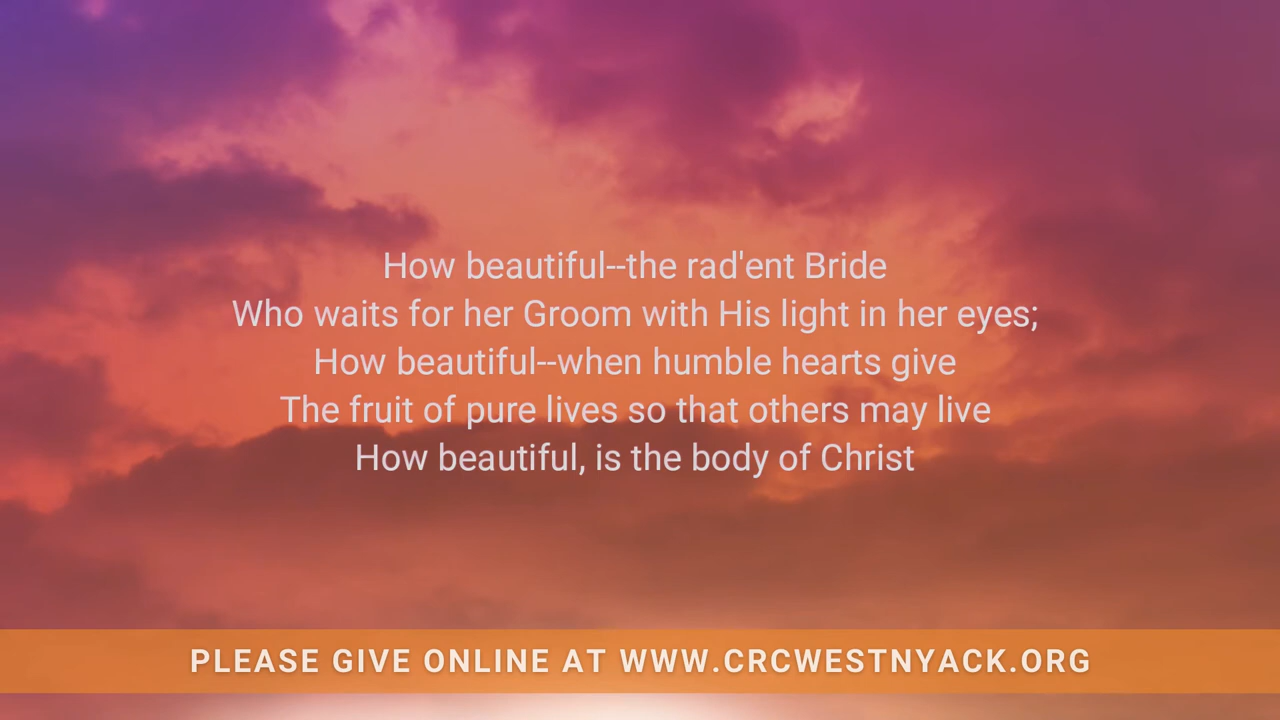 How beautiful--the rad'ent Bride
Who waits for her Groom with His light in her eyes;
How beautiful--when humble hearts give
The fruit of pure lives so that others may live
How beautiful, is the body of Christ
PLEASE GIVE ONLINE AT WWW.CRCWESTNYACK.ORG